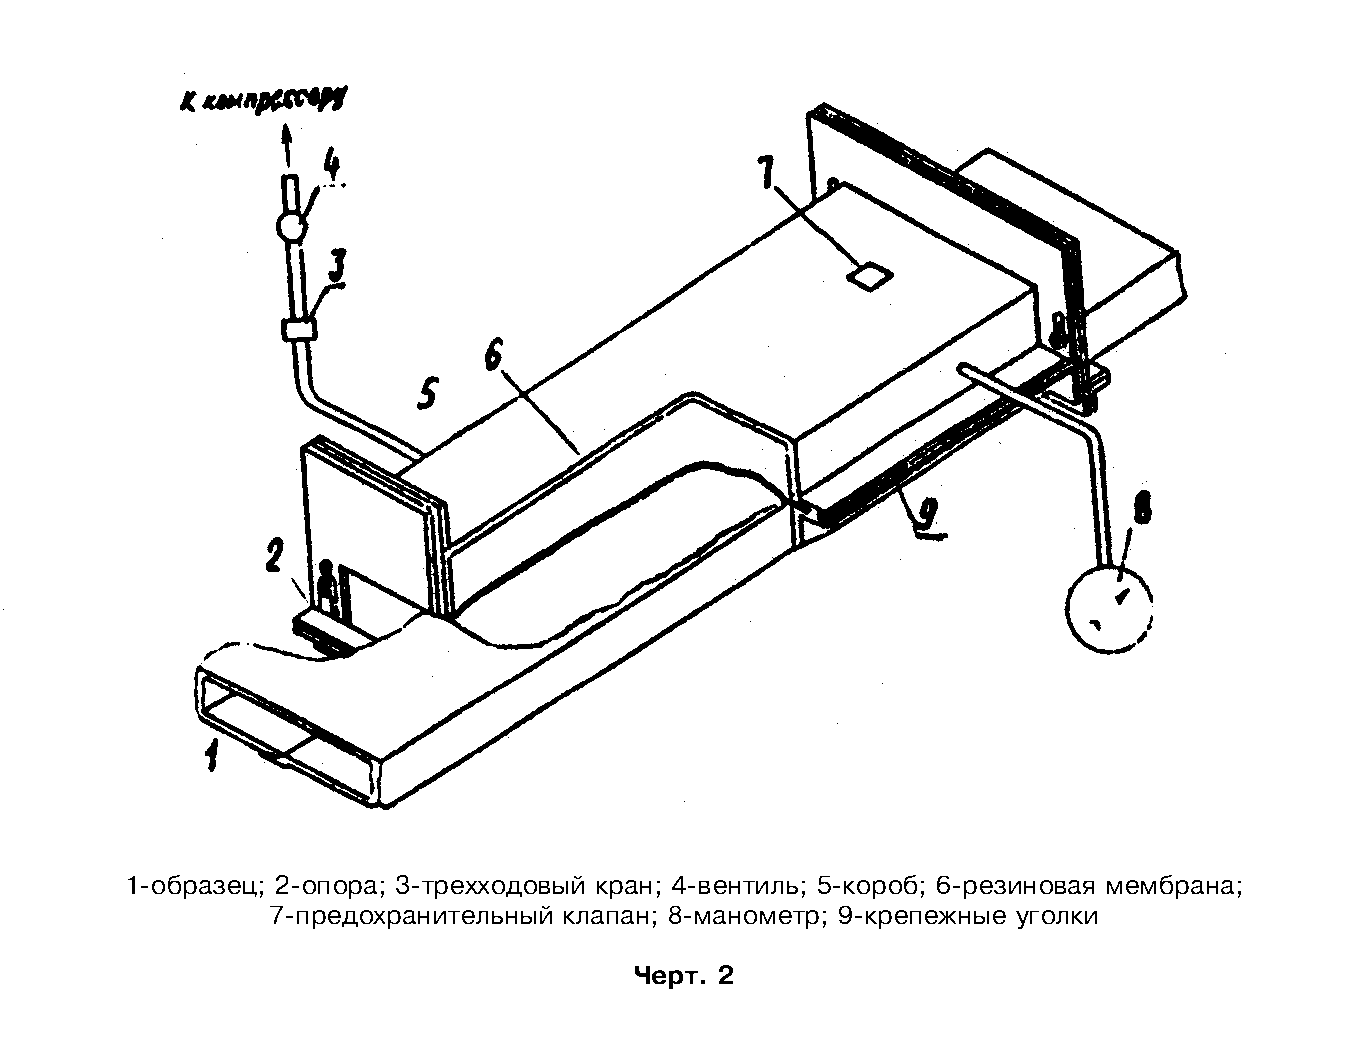 К компрессору
4
7
3
6
5
9
8
2
1
1-образец; 2-опора; 3-трехходовый кран; 4-вентиль; 5-короб; 6-резиновая мембрана;
7-предохранительный клапан; 8-манометр; 9-крепежные уголки
Черт. 2